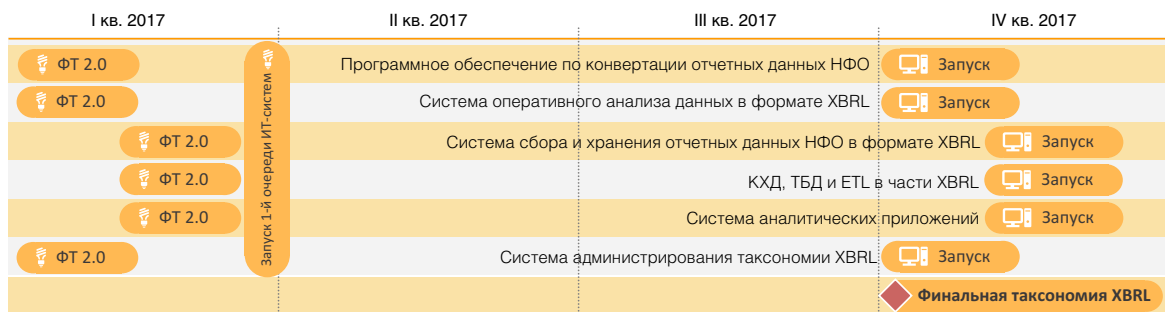 I кв. 2017 II кв. 2017 III кв. 2017 IV кв. 2017
Запуск 1-й очереди ИТ-систем
ФТ 2.0 Программное обеспечение по конвертации отчетных данных НФО Запуск
ФТ 2.0 Система оперативного анализа данных в формате XBRL Запуск
ФТ 2.0 Система сбора и хранения отчетных данных НФО в формате XBRL Запуск
ФТ 2.0 КХД, ТБД и ETL в части XBRL Запуск
ФТ 2.0 Система аналитических приложений Запуск
ФТ 2.0 Система администрирования таксономии XBRL Запуск
Финальная таксономия XBRL